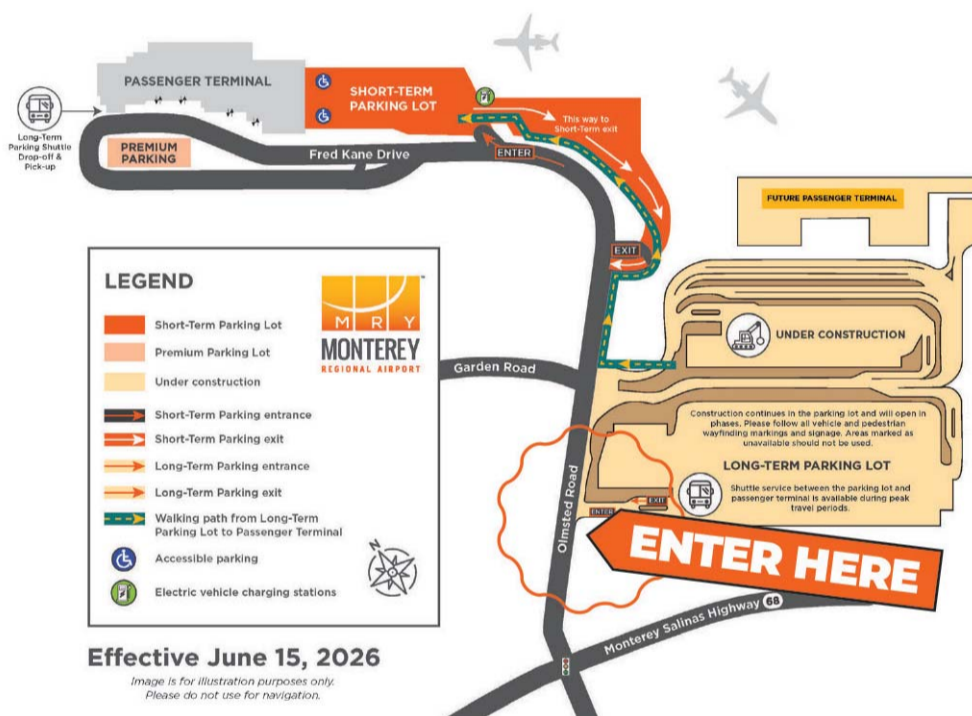 PASSENGER TERMINAL
SHORT-TERM
PARKING LOT
This way to
Short-Term exit
Long-Term
Parking Shuttle
Drop-off &
Pick-up
PREMIUM
PARKING
Fred Kane Drive
ENTER
FUTURE PASSENGER TERMINAL
EXIT
LEGEND
Short-Term Parking Lot
Premium Parking Lot
Under construction
Short-Term Parking entrance
Short-Term Parking exit
Long-Term Parking entrance
Long-Term Parking exit
Walking path from Long-Term
Parking Lot to Passenger Terminal
Accessible parking
Electric vehicle charging stations
MRY
™
MONTEREY
REGIONAL AIRPORT
N
UNDER CONSTRUCTION
Garden Road
Construction continues in the parking lot and will open in
phases. Please follow all vehicle and pedestrian
wayfinding markings and signage. Areas marked as
unavailable should not be used.
LONG-TERM PARKING LOT
Shuttle service between the parking lot and
passenger terminal is available during peak
travel periods.
EXIT
ENTER
Olmsted Road
ENTER HERE
Monterey Salinas Highway 68
Effective June 15, 2026
Image is for illustration purposes only.
Please do not use for navigation.